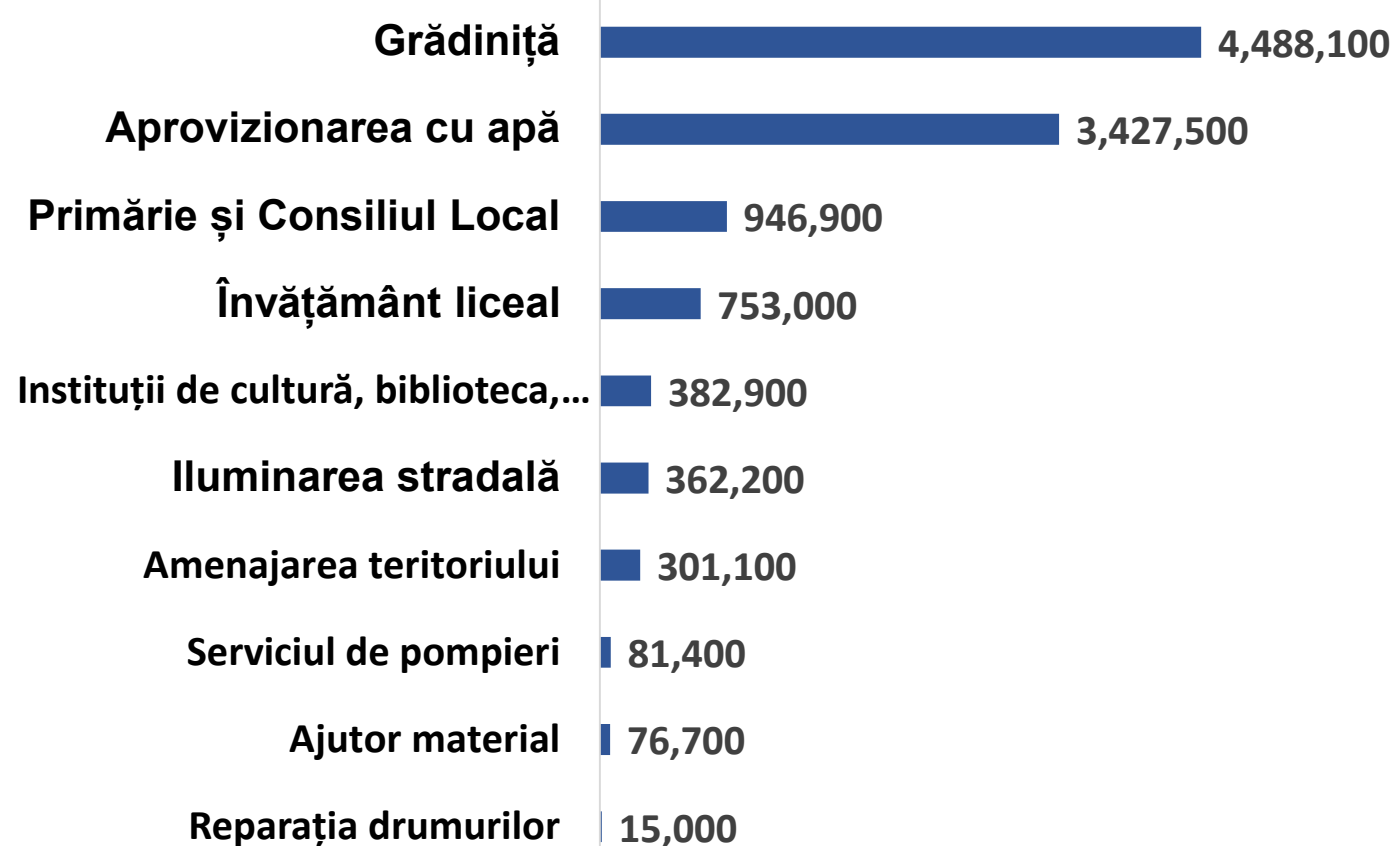 Grădiniță 4,488,100
Aprovizionarea cu apă 3,427,500
Primărie și Consiliul Local 946,900
Învățământ liceal 753,000
Instituții de cultură, biblioteca,... 382,900
Iluminarea stradală 362,200
Amenajarea teritoriului 301,100
Serviciul de pompieri 81,400
Ajutor material 76,700
Reparația drumurilor 15,000